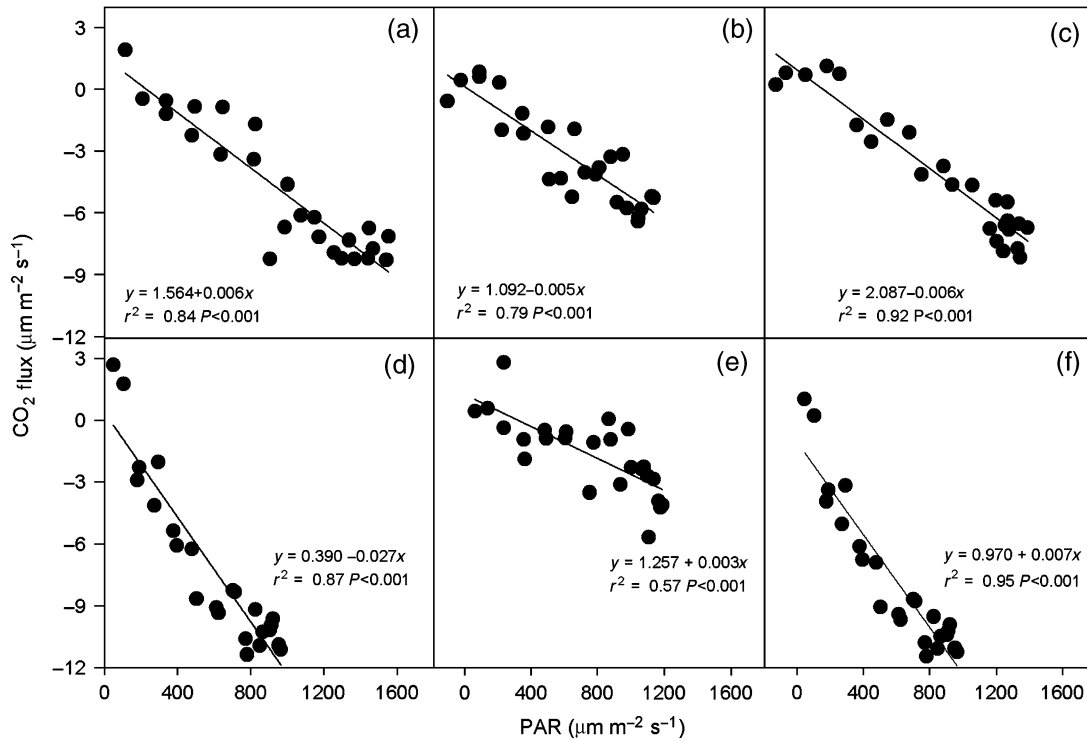 (a)
(b)
(c)
3
0
–3
–6
–9
–12
y = 1.564+0.006x
r² = 0.84 P<0.001
y = 1.092–0.005x
r² = 0.79 P<0.001
y = 2.087–0.006x
r² = 0.92 P<0.001
CO₂ flux (μm m⁻² s⁻¹)
(d)
(e)
(f)
3
0
–3
–6
–9
–12
y = 0.390 –0.027x
r² = 0.87 P<0.001
y = 1.257 + 0.003x
r² = 0.57 P<0.001
y = 0.970 + 0.007x
r² = 0.95 P<0.001
0 400 800 1200 1600
0 400 800 1200 1600
0 400 800 1200 1600
PAR (μm m⁻² s⁻¹)